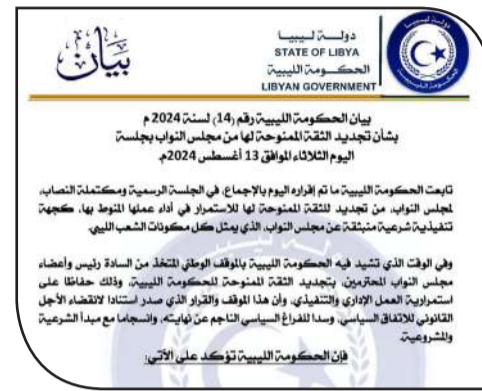 بيان
دولـة ليبيـا
STATE OF LIBYA
الحكـومة الليبية
LIBYAN GOVERNMENT
بيان الحكومة الليبية رقم (14) لسنة 2024 م
بشأن تجديد الثقة الممنوحة لها من مجلس النواب بجلسة
اليوم الثلاثاء الموافق 13 أغسطس 2024م.
تابعت الحكومة الليبية ما تم إقراره اليوم بالإجماع، في الجلسة الرسمية ومكتملة النصاب،
لمجلس النواب، من تجديد للثقة الممنوحة لها للاستمرار في أداء عملها المنوط بها، كجهة
تنفيذية شرعية منبثقة عن مجلس النواب، الذي يمثل كل مكونات الشعب الليبي.
وفي الوقت الذي تشيد فيه الحكومة الليبية بالموقف الوطني المتخذ من السادة رئيس وأعضاء
مجلس النواب المحترمين، بتجديد الثقة الممنوحة للحكومة الليبية، وذلك حفاظا على
استمرارية العمل الإداري والتنفيذي، وأن هذا الموقف والقرار الذي صدر استنادا لانقضاء الأجل
القانوني للاتفاق السياسي، وسدا للفراغ السياسي الناجم عن نهايته، وانسجاما مع مبدأ الشرعية
والمشروعية.
فإن الحكومة الليبية تؤكد على الآتي: